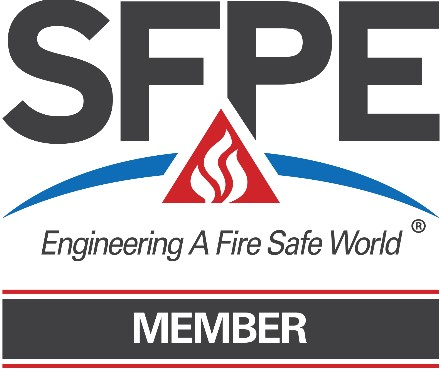 SFPE
Engineering A Fire Safe World ®
MEMBER